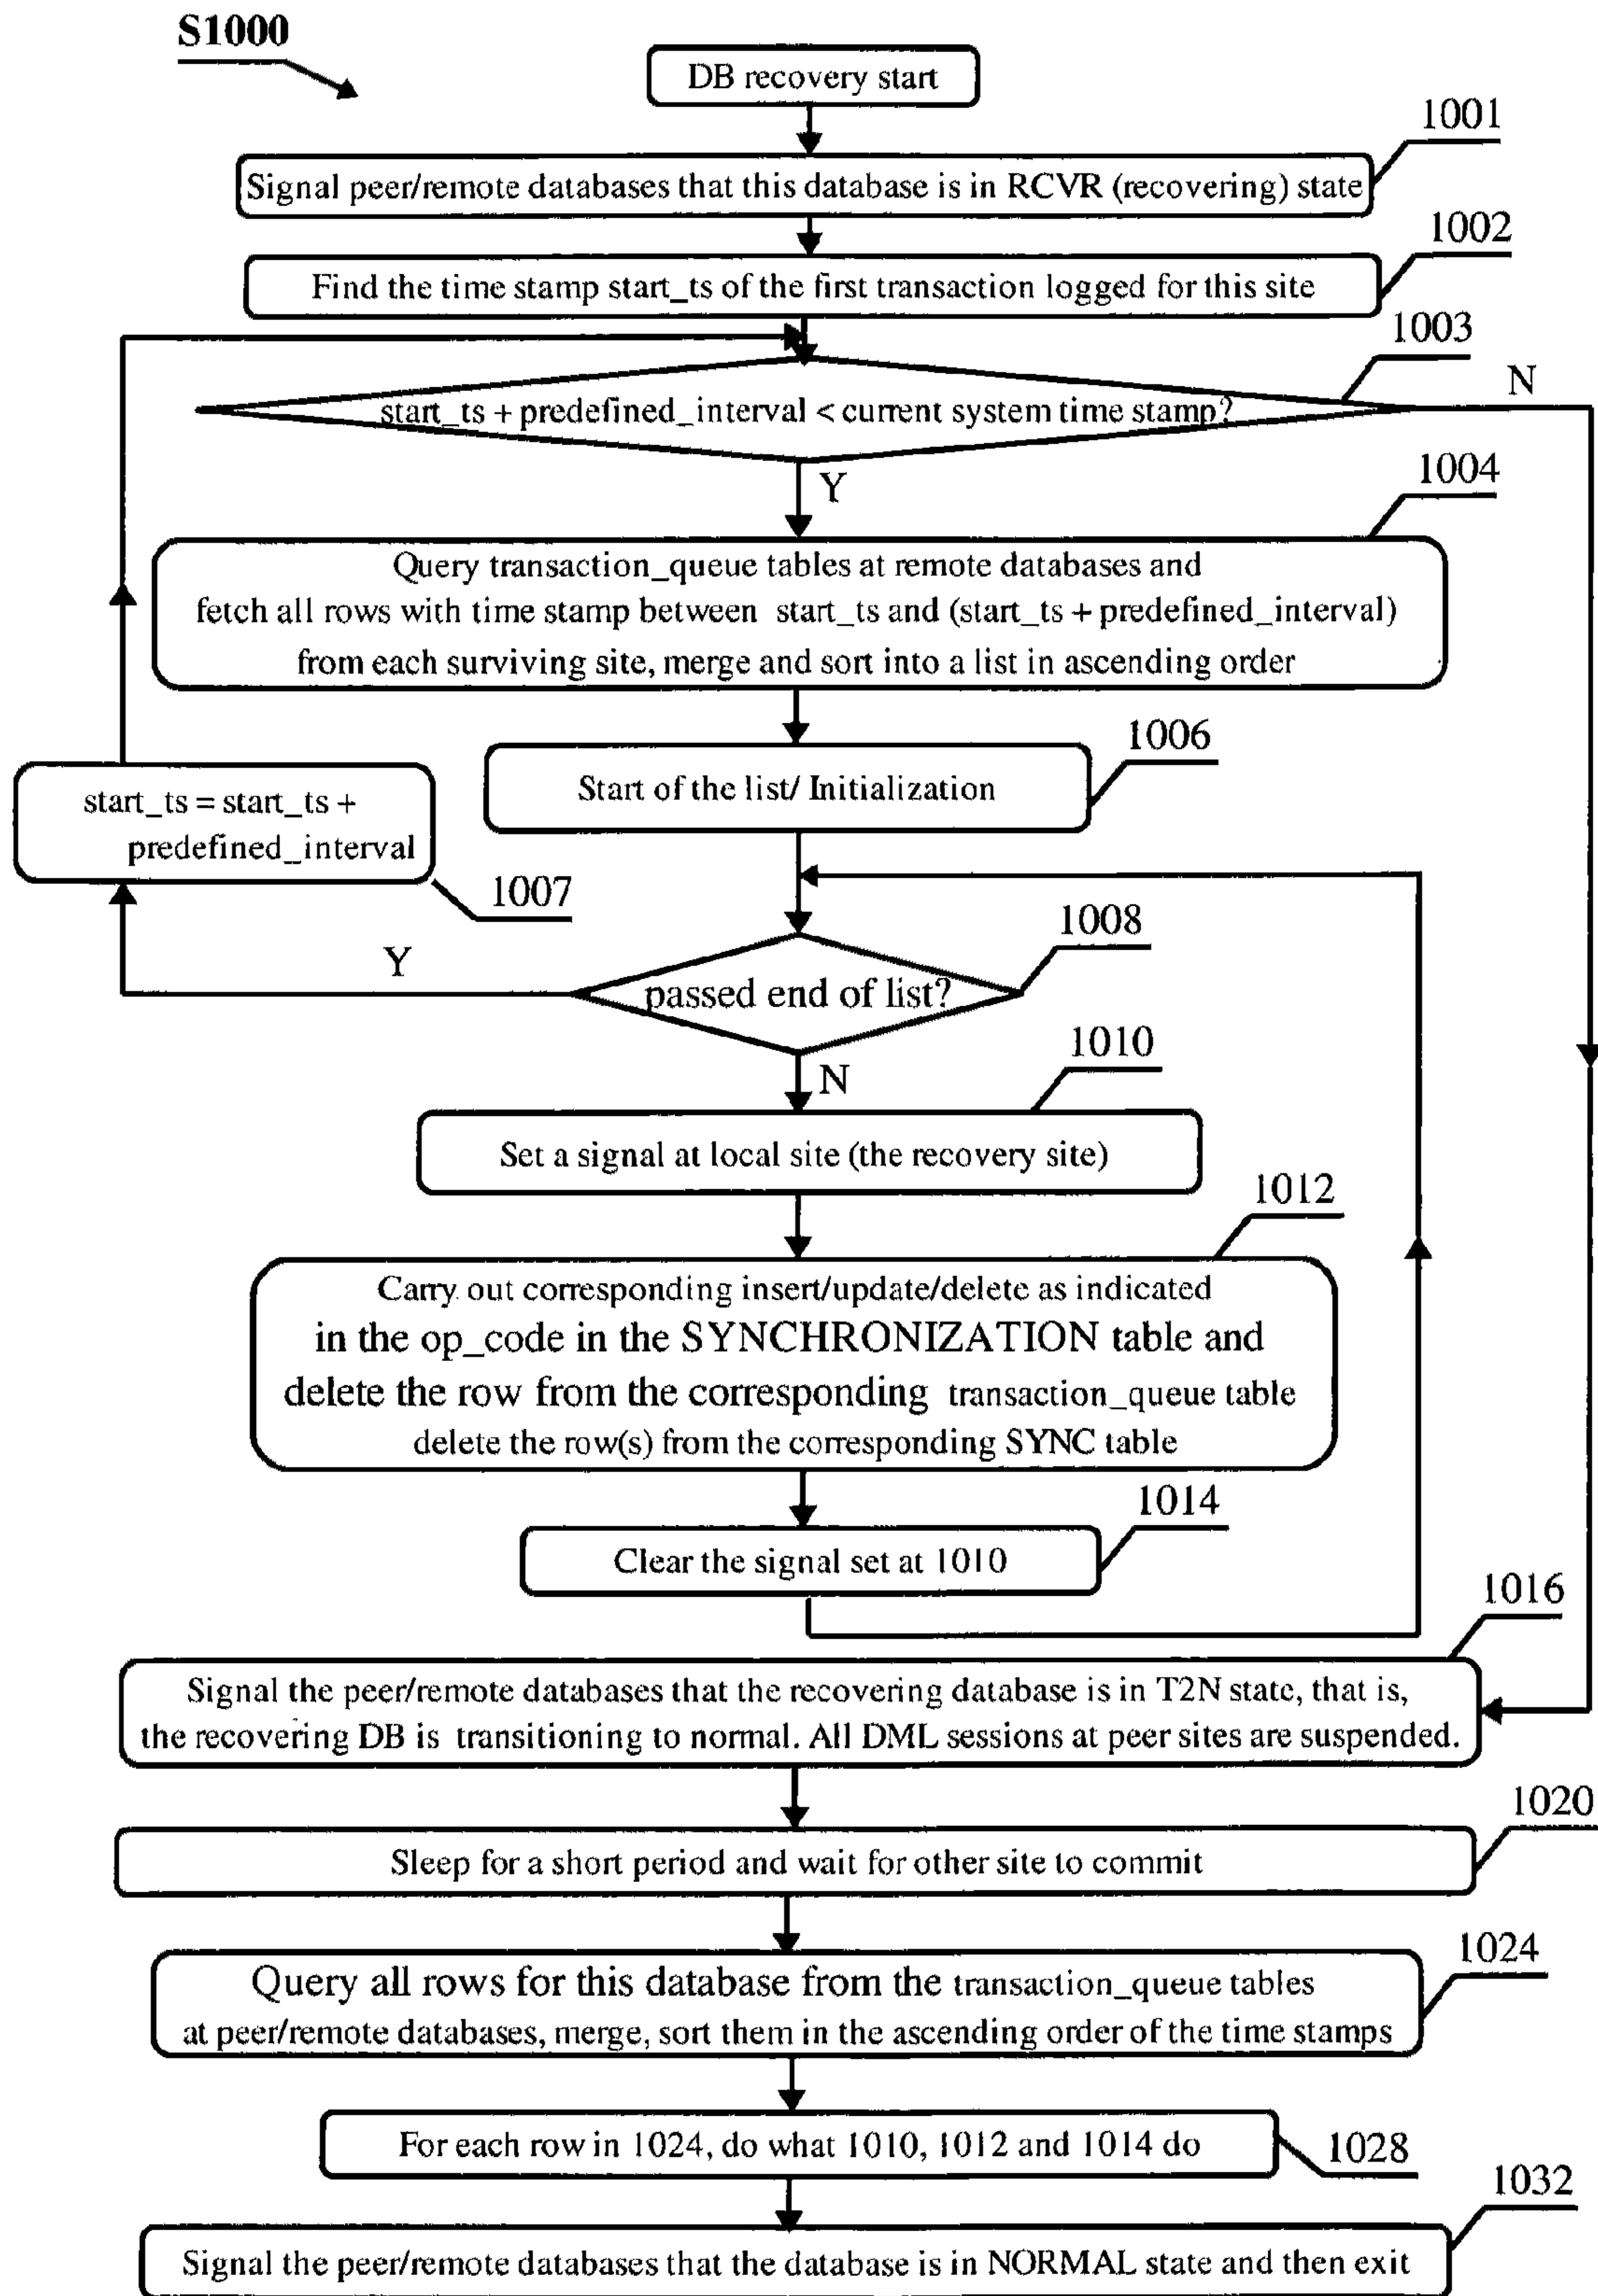 S1000
DB recovery start
1001
Signal peer/remote databases that this database is in RCVR (recovering) state
1002
Find the time stamp start_ts of the first transaction logged for this site
1003
start_ts + predefined_interval < current system time stamp?
N
Y
1004
Query transaction_queue tables at remote databases and
fetch all rows with time stamp between start_ts and (start_ts + predefined_interval)
from each surviving site, merge and sort into a list in ascending order
1006
Start of the list/ Initialization
start_ts = start_ts +
predefined_interval
1007
1008
Y
passed end of list?
1010
N
Set a signal at local site (the recovery site)
1012
Carry out corresponding insert/update/delete as indicated
in the op_code in the SYNCHRONIZATION table and
delete the row from the corresponding transaction_queue table
delete the row(s) from the corresponding SYNC table
1014
Clear the signal set at 1010
1016
Signal the peer/remote databases that the recovering database is in T2N state, that is,
the recovering DB is transitioning to normal. All DML sessions at peer sites are suspended.
1020
Sleep for a short period and wait for other site to commit
1024
Query all rows for this database from the transaction_queue tables
at peer/remote databases, merge, sort them in the ascending order of the time stamps
For each row in 1024, do what 1010, 1012 and 1014 do
1028
1032
Signal the peer/remote databases that the database is in NORMAL state and then exit